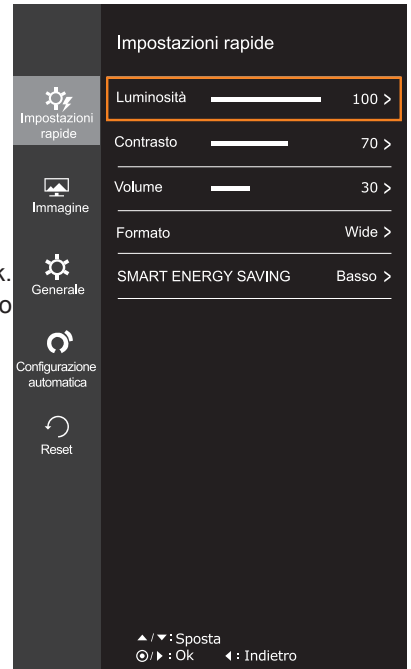 Impostazioni rapide
Impostazioni
rapide
Immagine
k.
Generale
o
Configurazione
automatica
Reset
Luminosità 100 >
Contrasto 70 >
Volume 30 >
Formato Wide >
SMART ENERGY SAVING Basso >
▲/▼:Sposta
⦿/▶ : Ok ◀ : Indietro